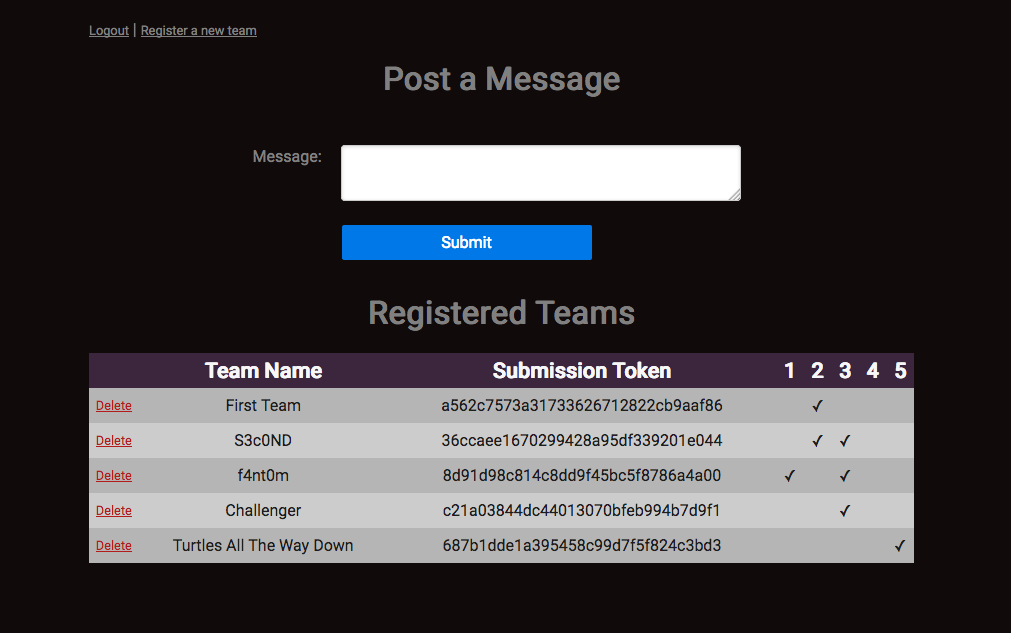 Logout | Register a new team
Post a Message
Message:
Submit
Registered Teams
Team Name Submission Token 1 2 3 4 5
Delete First Team a562c7573a31733626712822cb9aaf86 ✓
Delete S3c0ND 36ccaee1670299428a95df339201e044 ✓ ✓
Delete f4nt0m 8d91d98c814c8dd9f45bc5f8786a4a00 ✓ ✓
Delete Challenger c21a03844dc44013070bfeb994b7d9f1 ✓
Delete Turtles All The Way Down 687b1dde1a395458c99d7f5f824c3bd3 ✓